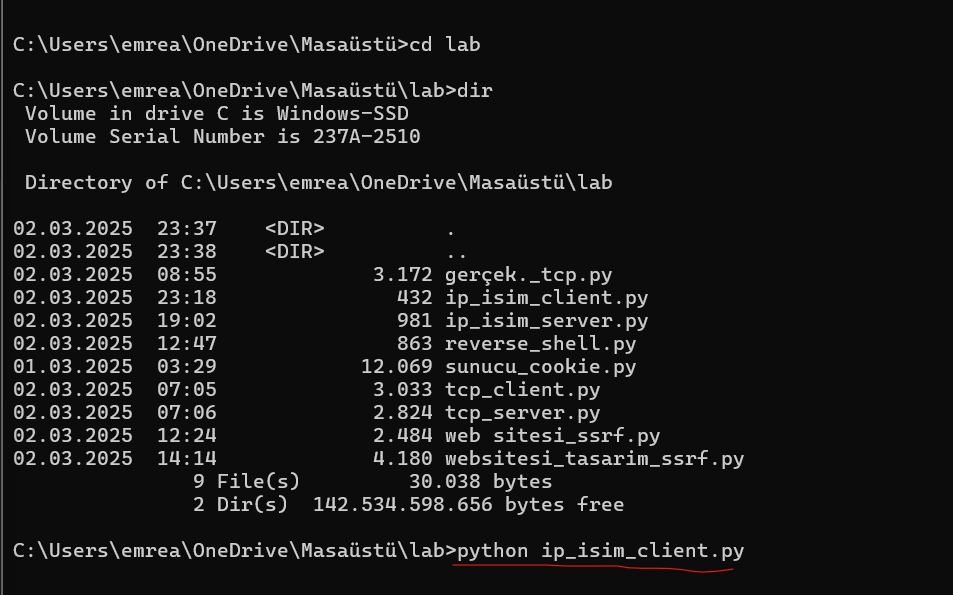 C:\Users\emrea\OneDrive\Masaüstü>cd lab
C:\Users\emrea\OneDrive\Masaüstü\lab>dir
 Volume in drive C is Windows-SSD
 Volume Serial Number is 237A-2510
 Directory of C:\Users\emrea\OneDrive\Masaüstü\lab
02.03.2025  23:37    <DIR>          .
02.03.2025  23:38    <DIR>          ..
02.03.2025  08:55             3.172 gerçek._tcp.py
02.03.2025  23:18               432 ip_isim_client.py
02.03.2025  19:02               981 ip_isim_server.py
02.03.2025  12:47               863 reverse_shell.py
01.03.2025  03:29            12.069 sunucu_cookie.py
02.03.2025  07:05             3.033 tcp_client.py
02.03.2025  07:06             2.824 tcp_server.py
02.03.2025  12:24             2.484 web sitesi_ssrf.py
02.03.2025  14:14             4.180 websitesi_tasarim_ssrf.py
               9 File(s)         30.038 bytes
               2 Dir(s)  142.534.598.656 bytes free
C:\Users\emrea\OneDrive\Masaüstü\lab>python ip_isim_client.py